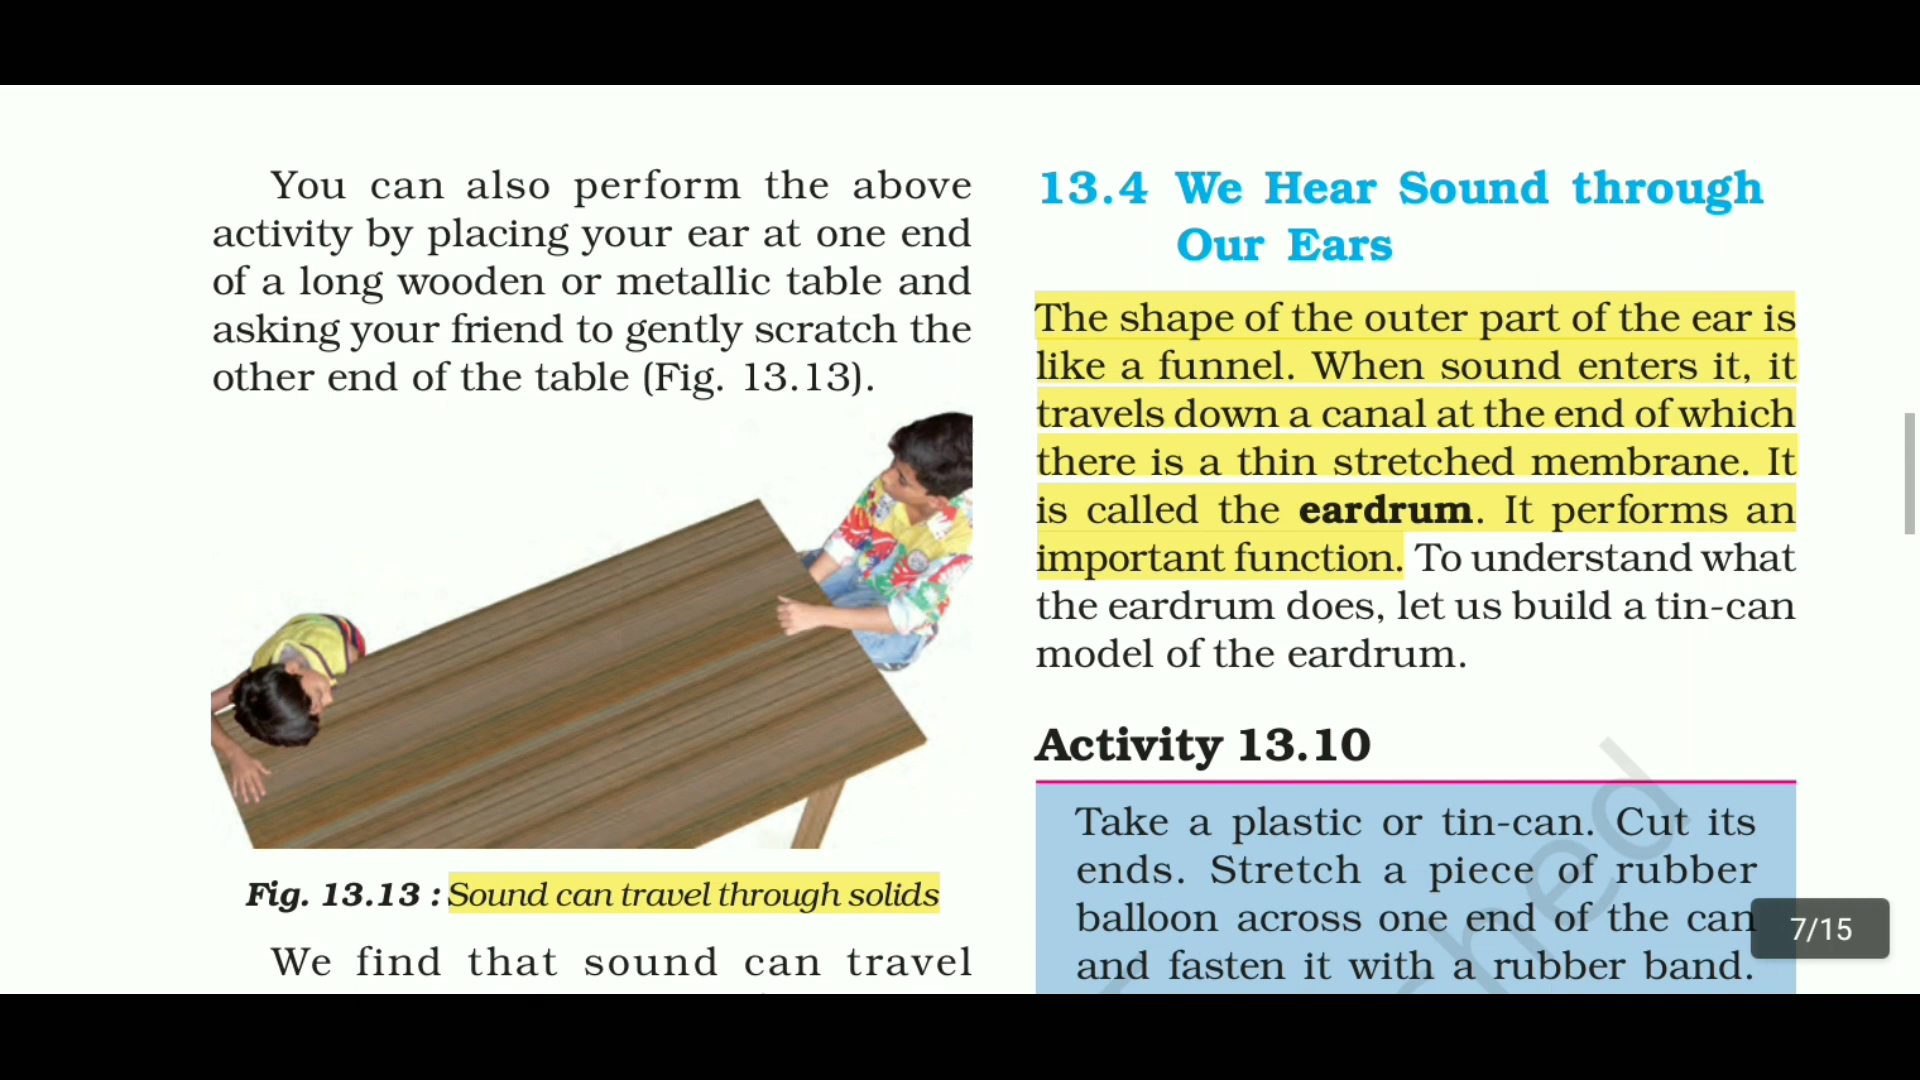 You can also perform the above
activity by placing your ear at one end
of a long wooden or metallic table and
asking your friend to gently scratch the
other end of the table (Fig. 13.13).
Fig. 13.13 : Sound can travel through solids
We find that sound can travel
13.4 We Hear Sound through
Our Ears
The shape of the outer part of the ear is
like a funnel. When sound enters it, it
travels down a canal at the end of which
there is a thin stretched membrane. It
is called the eardrum. It performs an
important function. To understand what
the eardrum does, let us build a tin-can
model of the eardrum.
Activity 13.10
Take a plastic or tin-can. Cut its
ends. Stretch a piece of rubber
balloon across one end of the can
and fasten it with a rubber band.
7/15